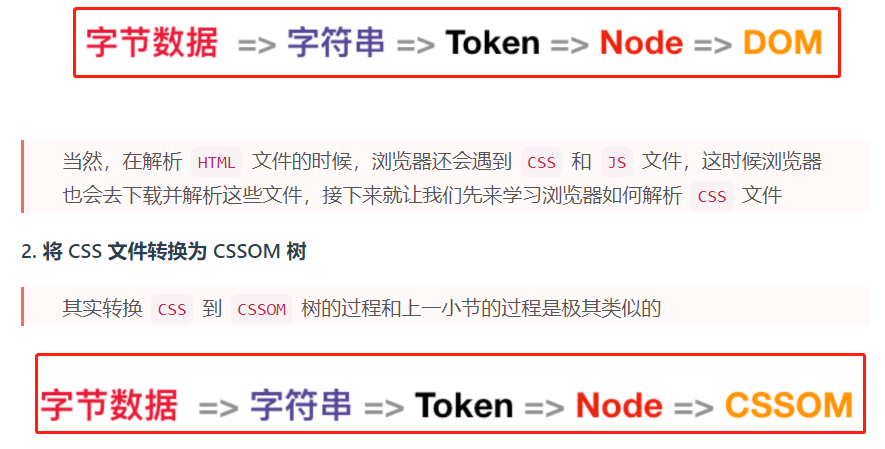 字节数据 => 字符串 => Token => Node => DOM
当然，在解析 HTML 文件的时候，浏览器还会遇到 CSS 和 JS 文件，这时候浏览器
也会去下载并解析这些文件，接下来就让我们先来学习浏览器如何解析 CSS 文件
2. 将 CSS 文件转换为 CSSOM 树
其实转换 CSS 到 CSSOM 树的过程和上一小节的过程是极其类似的
字节数据 => 字符串 => Token => Node => CSSOM